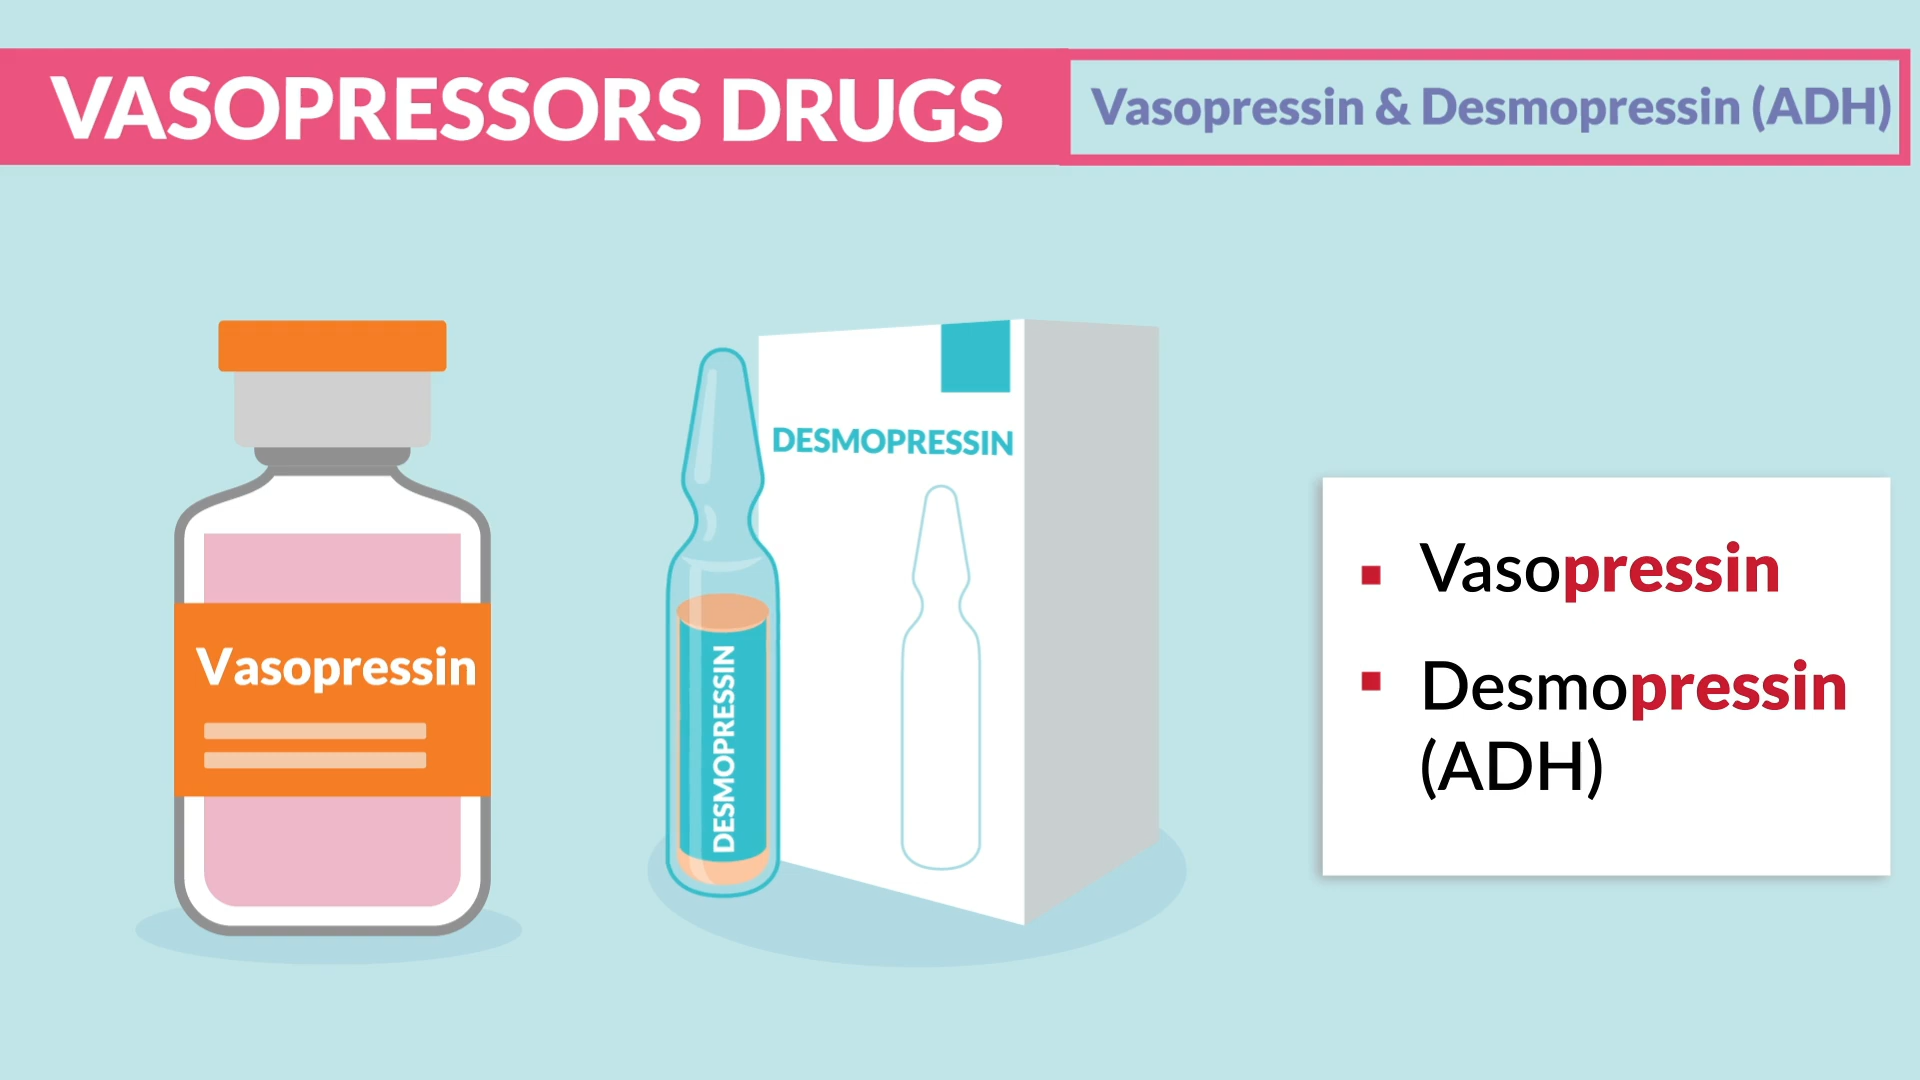 VASOPRESSORS DRUGS
Vasopressin & Desmopressin (ADH)
Vasopressin
DESMOPRESSIN
DESMOPRESSIN
▪ Vasopressin
▪ Desmopressin
(ADH)